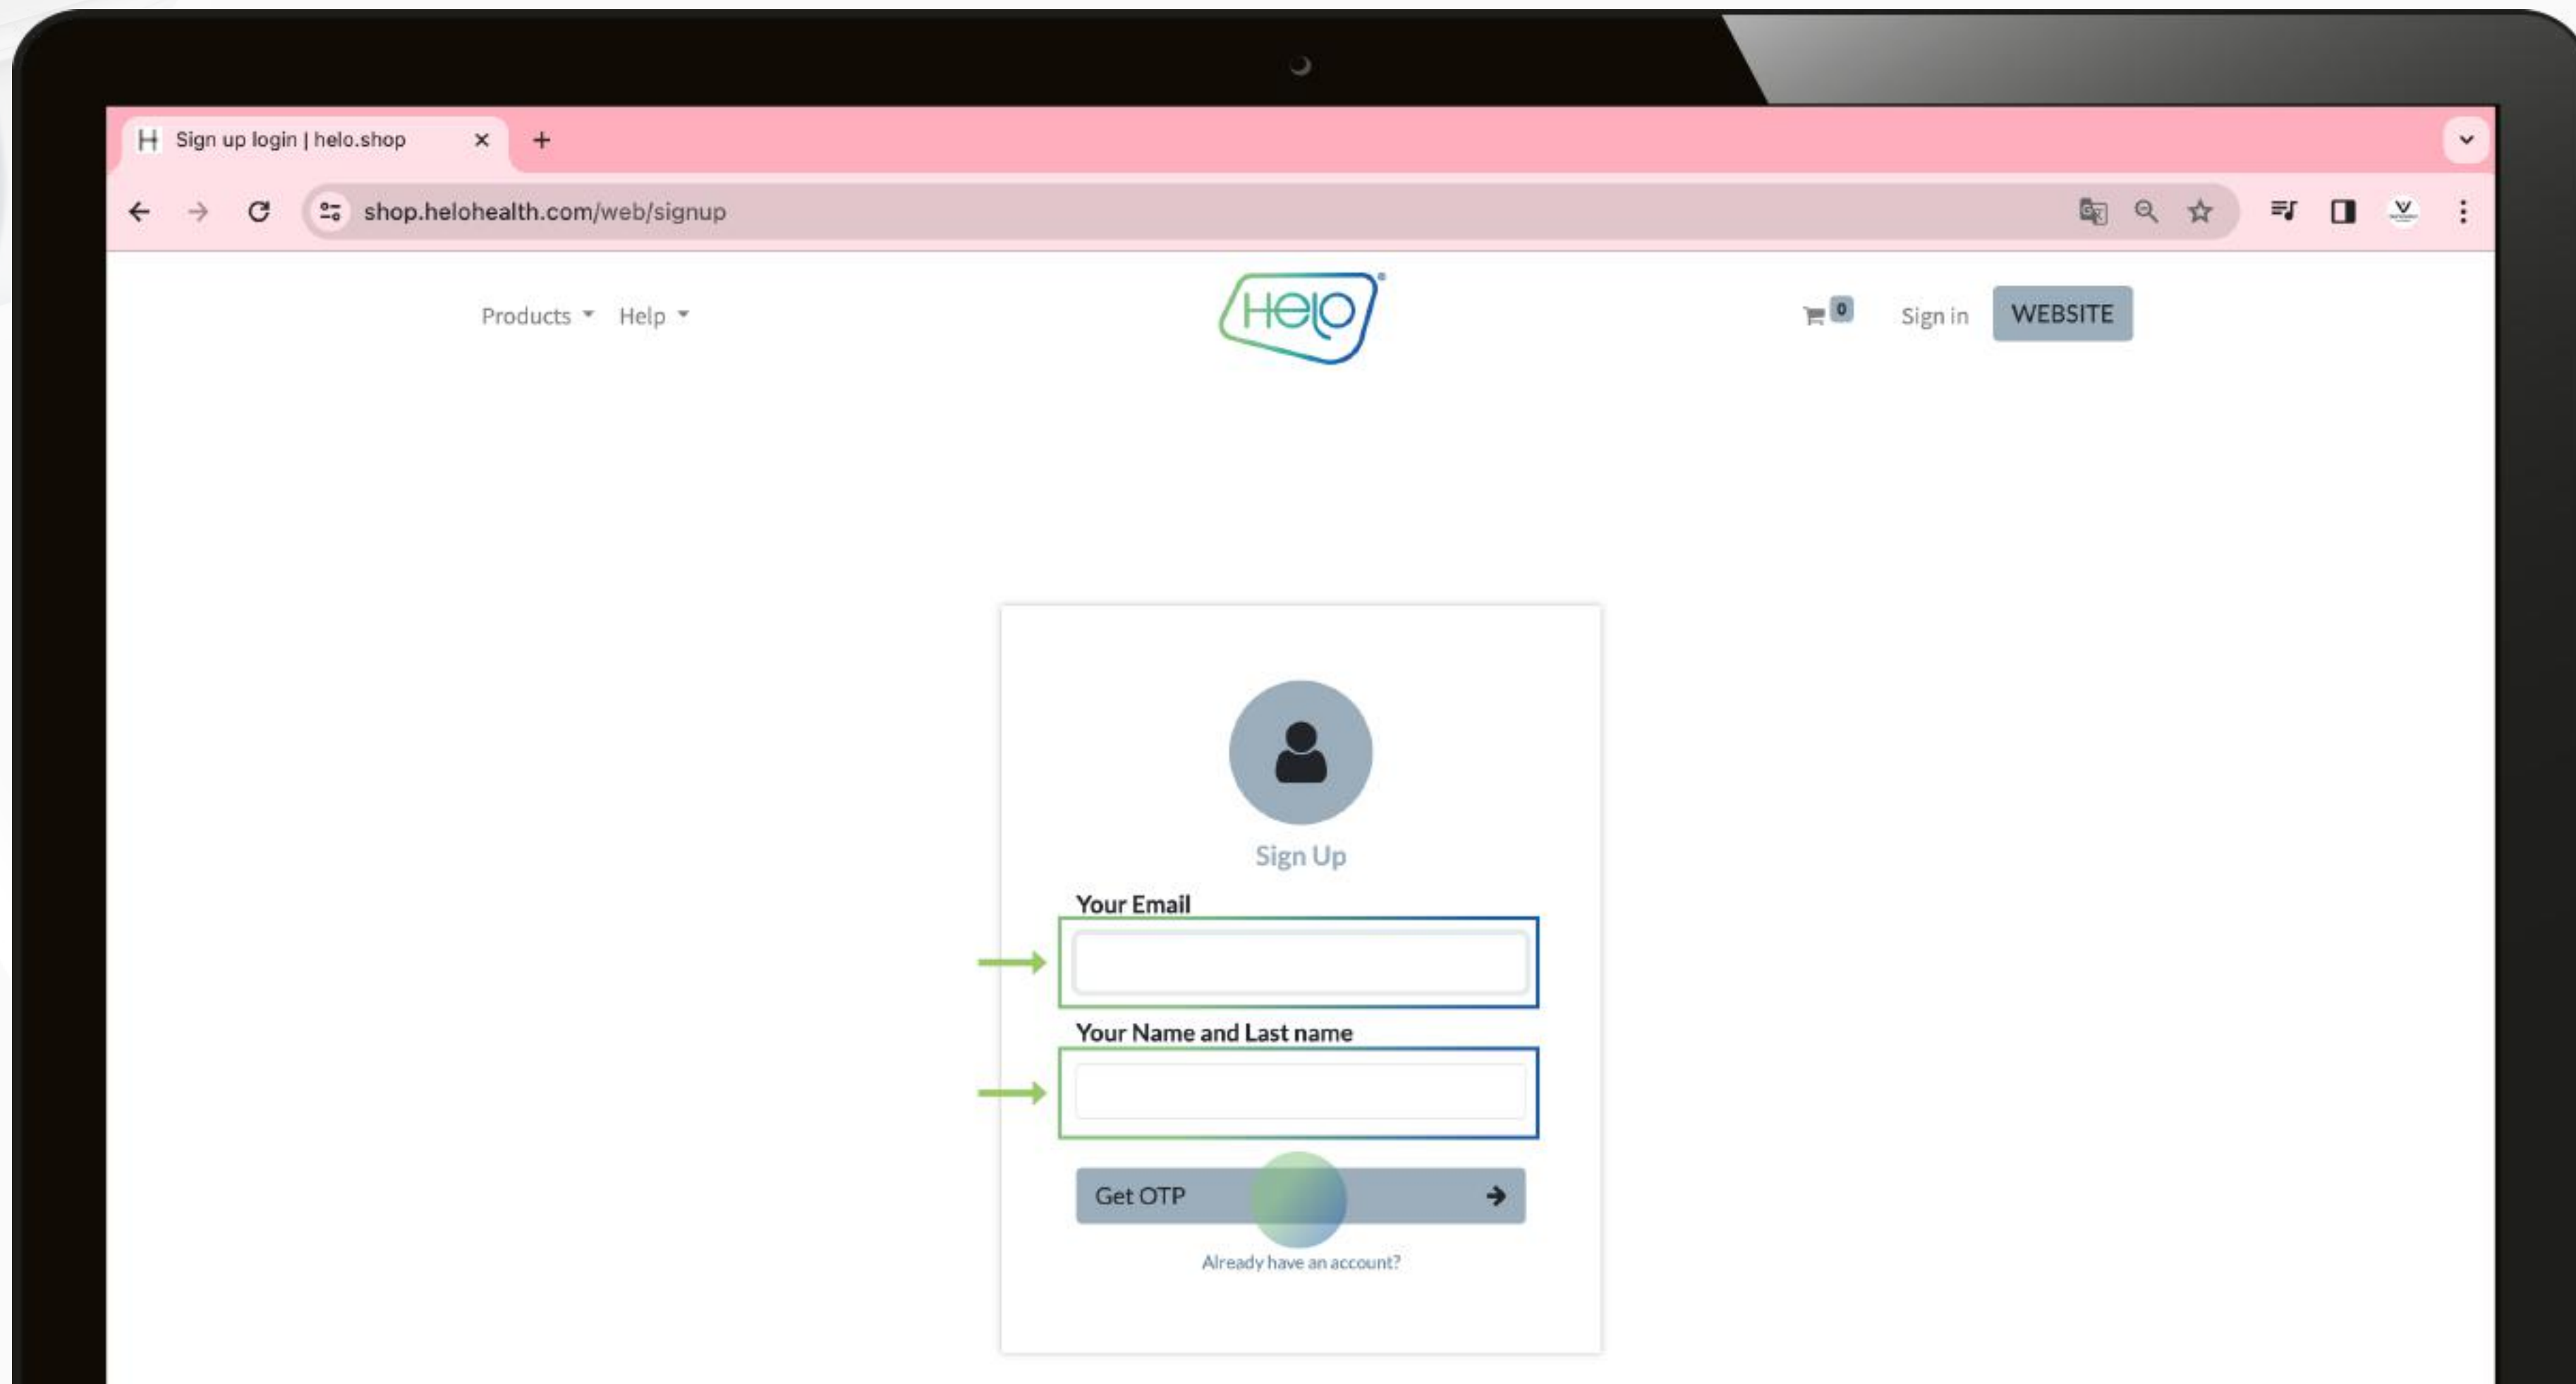 Sign up login | helo.shop
shop.helohealth.com/web/signup
Products Help
Helo
0
Sign in
WEBSITE
Sign Up
Your Email
Your Name and Last name
Get OTP
Already have an account?